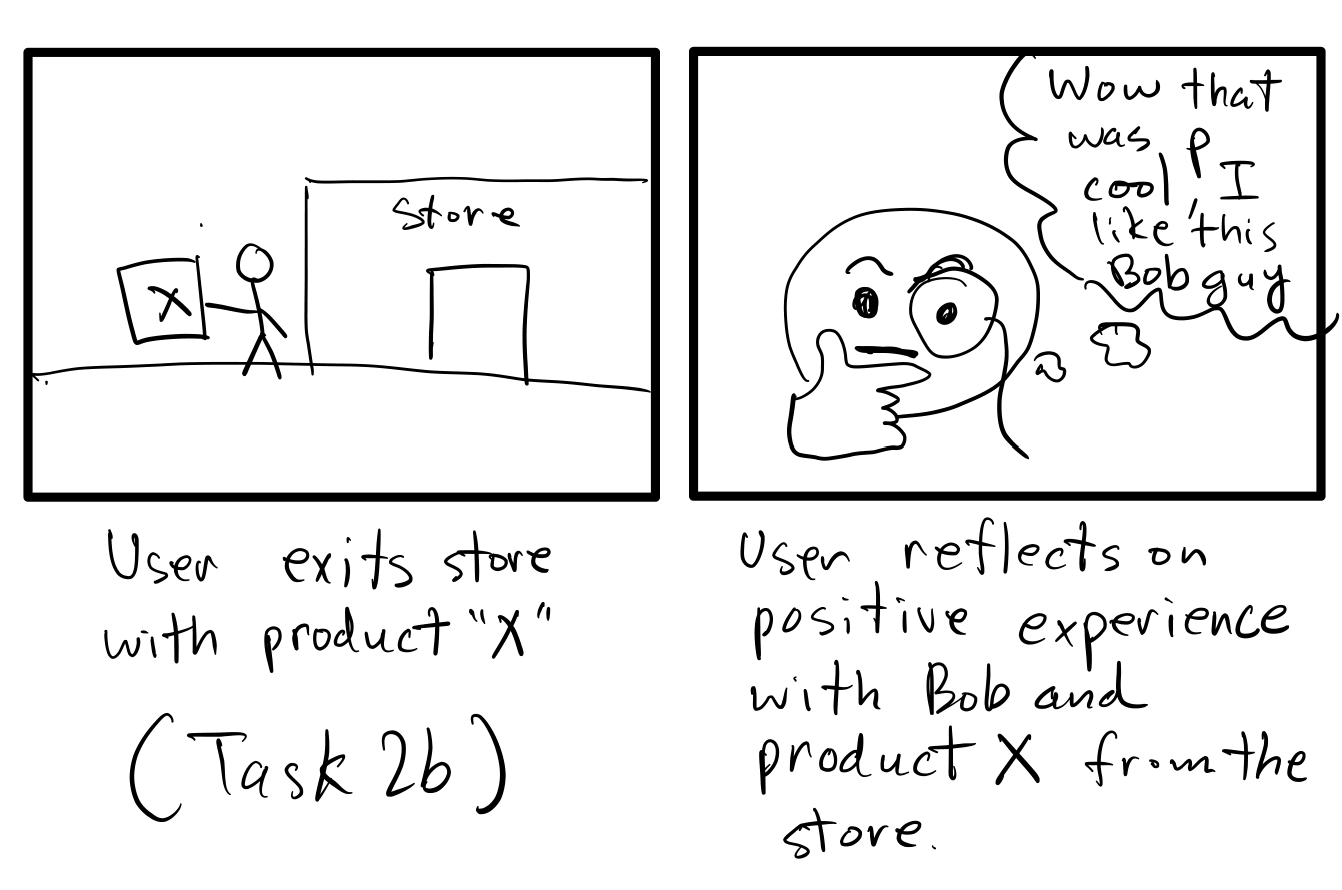 Store
X
User exits store
with product "X"
(Task 2b)
Wow that
was
cool, I
like this
Bob guy
User reflects on
positive experience
with Bob and
product X from the
store.